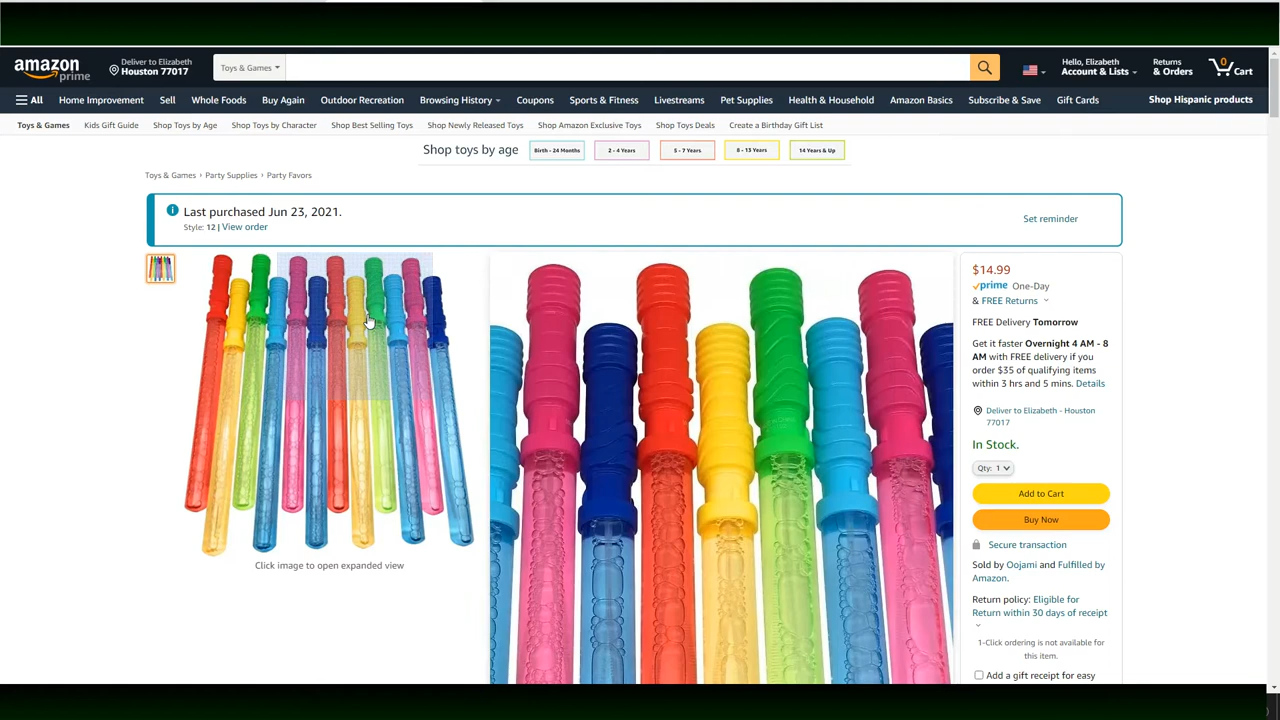 amazon
prime
Deliver to Elizabeth
Houston 77017
Toys & Games
Hello, Elizabeth
Account & Lists
Returns
& Orders
0
Cart
All
Home Improvement
Sell
Whole Foods
Buy Again
Outdoor Recreation
Browsing History
Coupons
Sports & Fitness
Livestreams
Pet Supplies
Health & Household
Amazon Basics
Subscribe & Save
Gift Cards
Shop Hispanic products
Toys & Games
Kids Gift Guide
Shop Toys by Age
Shop Toys by Character
Shop Best Selling Toys
Shop Newly Released Toys
Shop Amazon Exclusive Toys
Shop Toys Deals
Create a Birthday Gift List
Shop toys by age
Birth - 24 Months
2 - 4 Years
5 - 7 Years
8 - 13 Years
14 Years & Up
Toys & Games › Party Supplies › Party Favors
Last purchased Jun 23, 2021.
Style: 12 | View order
Set reminder
Click image to open expanded view
$14.99
prime One-Day
& FREE Returns
FREE Delivery Tomorrow
Get it faster Overnight 4 AM - 8
AM with FREE delivery if you
order $35 of qualifying items
within 3 hrs and 5 mins. Details
Deliver to Elizabeth - Houston
77017
In Stock.
Qty: 1
Add to Cart
Buy Now
Secure transaction
Sold by Oojami and Fulfilled by
Amazon.
Return policy: Eligible for
Return within 30 days of receipt
1-Click ordering is not available for
this item.
Add a gift receipt for easy